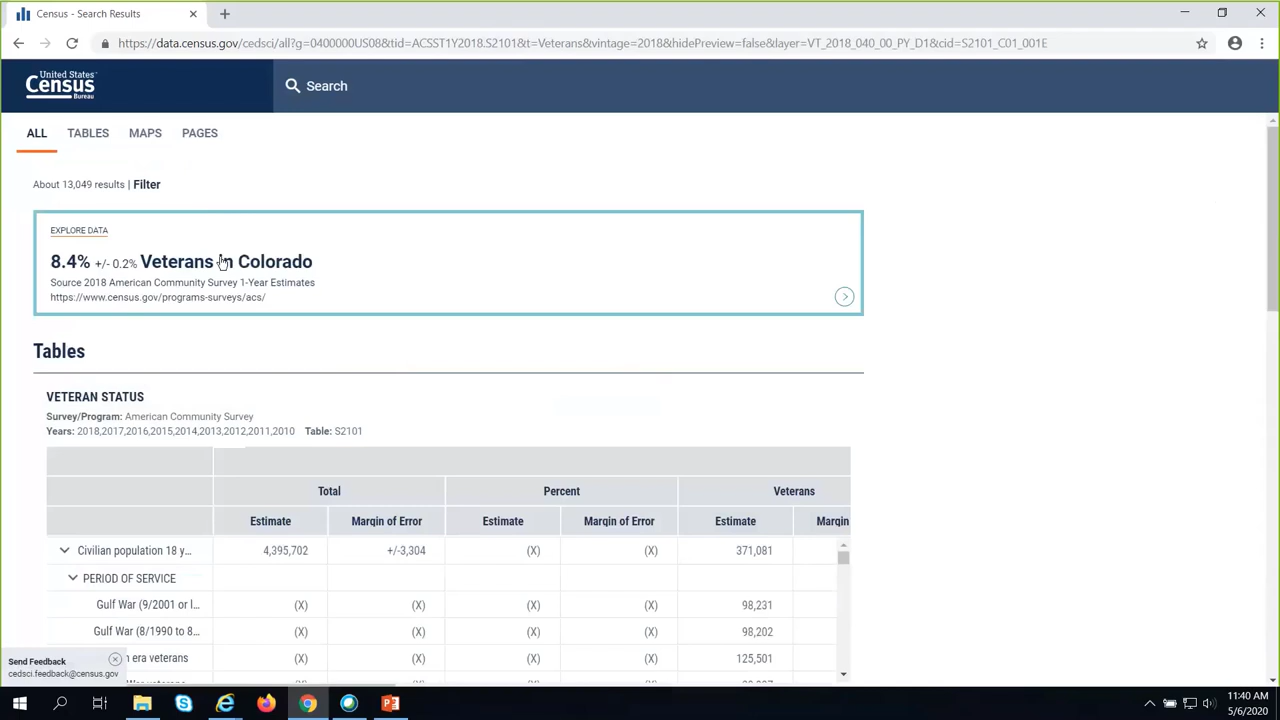 Census - Search Results
https://data.census.gov/cedsci/all?g=0400000US08&tid=ACSST1Y2018.S2101&t=Veterans&vintage=2018&hidePreview=false&layer=VT_2018_040_00_PY_D1&cid=S2101_C01_001E
United States
Census
Bureau
Search
ALL TABLES MAPS PAGES
About 13,049 results | Filter
EXPLORE DATA
8.4% +/- 0.2% Veterans in Colorado
Source 2018 American Community Survey 1-Year Estimates
https://www.census.gov/programs-surveys/acs/
Tables
VETERAN STATUS
Survey/Program: American Community Survey
Years: 2018,2017,2016,2015,2014,2013,2012,2011,2010 Table: S2101
Total Percent Veterans
Estimate Margin of Error Estimate Margin of Error Estimate Margin
Civilian population 18 y... 4,395,702 +/-3,304 (X) (X) 371,081
PERIOD OF SERVICE
Gulf War (9/2001 or l... (X) (X) (X) (X) 98,231
Gulf War (8/1990 to 8... (X) (X) (X) (X) 98,202
era veterans (X) (X) (X) (X) 125,501
Send Feedback
cedsci.feedback@census.gov
11:40 AM
5/6/2020